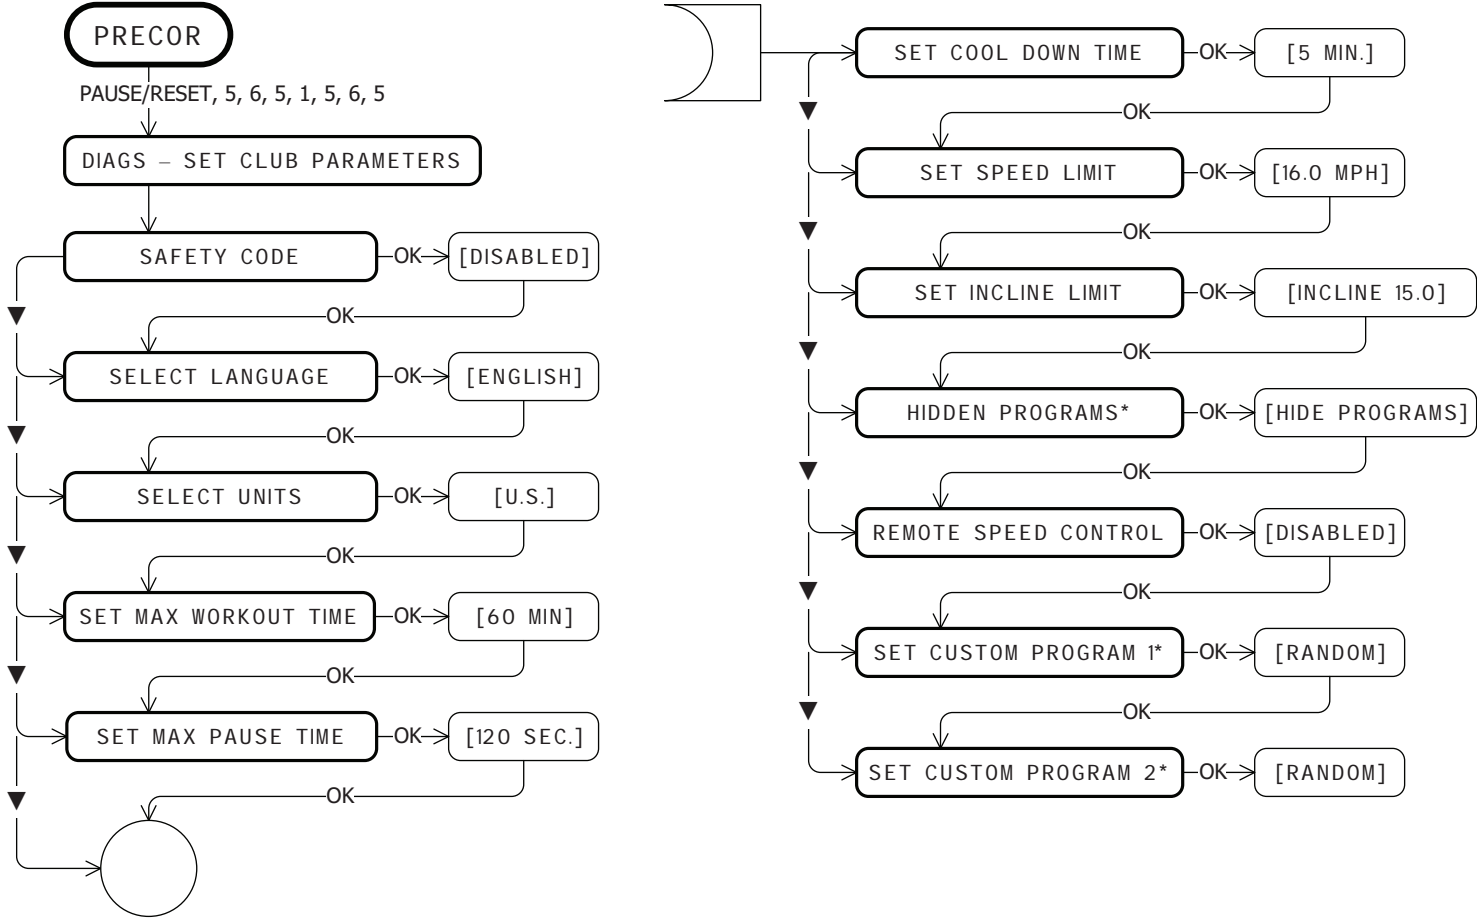 PRECOR
PAUSE/RESET, 5, 6, 5, 1, 5, 6, 5
DIAGS – SET CLUB PARAMETERS
SAFETY CODE
OK
[DISABLED]
OK
SELECT LANGUAGE
OK
[ENGLISH]
OK
SELECT UNITS
OK
[U.S.]
OK
SET MAX WORKOUT TIME
OK
[60 MIN]
OK
SET MAX PAUSE TIME
OK
[120 SEC.]
OK
SET COOL DOWN TIME
OK
[5 MIN.]
OK
SET SPEED LIMIT
OK
[16.0 MPH]
OK
SET INCLINE LIMIT
OK
[INCLINE 15.0]
OK
HIDDEN PROGRAMS*
OK
[HIDE PROGRAMS]
OK
REMOTE SPEED CONTROL
OK
[DISABLED]
OK
SET CUSTOM PROGRAM 1*
OK
[RANDOM]
OK
SET CUSTOM PROGRAM 2*
OK
[RANDOM]